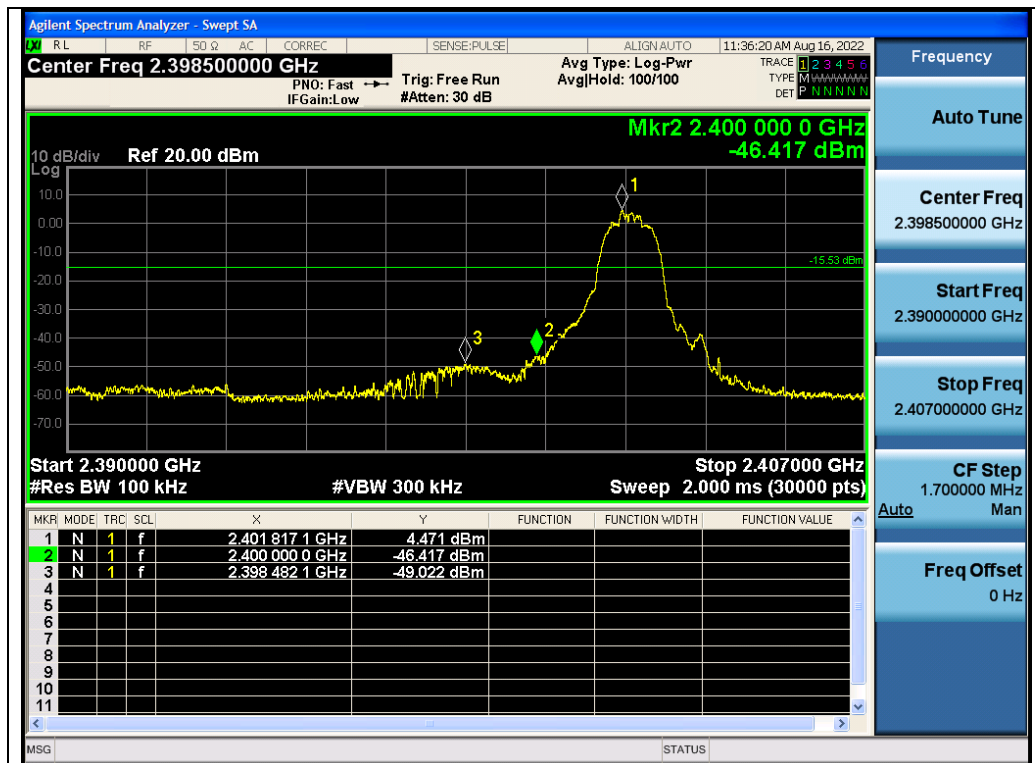 Agilent Spectrum Analyzer - Swept SA
LXI RL RF 50 Ω AC CORREC SENSE:PULSE ALIGN AUTO 11:36:20 AM Aug 16, 2022
Center Freq 2.398500000 GHz
PNO: Fast
IFGain:Low
Trig: Free Run
#Atten: 30 dB
Avg Type: Log-Pwr
Avg|Hold: 100/100
TRACE 1 2 3 4 5 6
TYPE M
DET P N N N N N
Mkr2 2.400 000 0 GHz
-46.417 dBm
10 dB/div Ref 20.00 dBm
Log
10.0
0.00
-10.0
-20.0
-30.0
-40.0
-50.0
-60.0
-70.0
1
2
3
-15.53 dBm
Start 2.390000 GHz Stop 2.407000 GHz
#Res BW 100 kHz #VBW 300 kHz Sweep 2.000 ms (30000 pts)
MKR MODE TRC SCL X Y FUNCTION FUNCTION WIDTH FUNCTION VALUE
1 N 1 f 2.401 817 1 GHz 4.471 dBm
2 N 1 f 2.400 000 0 GHz -46.417 dBm
3 N 1 f 2.398 482 1 GHz -49.022 dBm
4
5
6
7
8
9
10
11
MSG STATUS
Frequency
Auto Tune
Center Freq
2.398500000 GHz
Start Freq
2.390000000 GHz
Stop Freq
2.407000000 GHz
CF Step
1.700000 MHz
Auto Man
Freq Offset
0 Hz